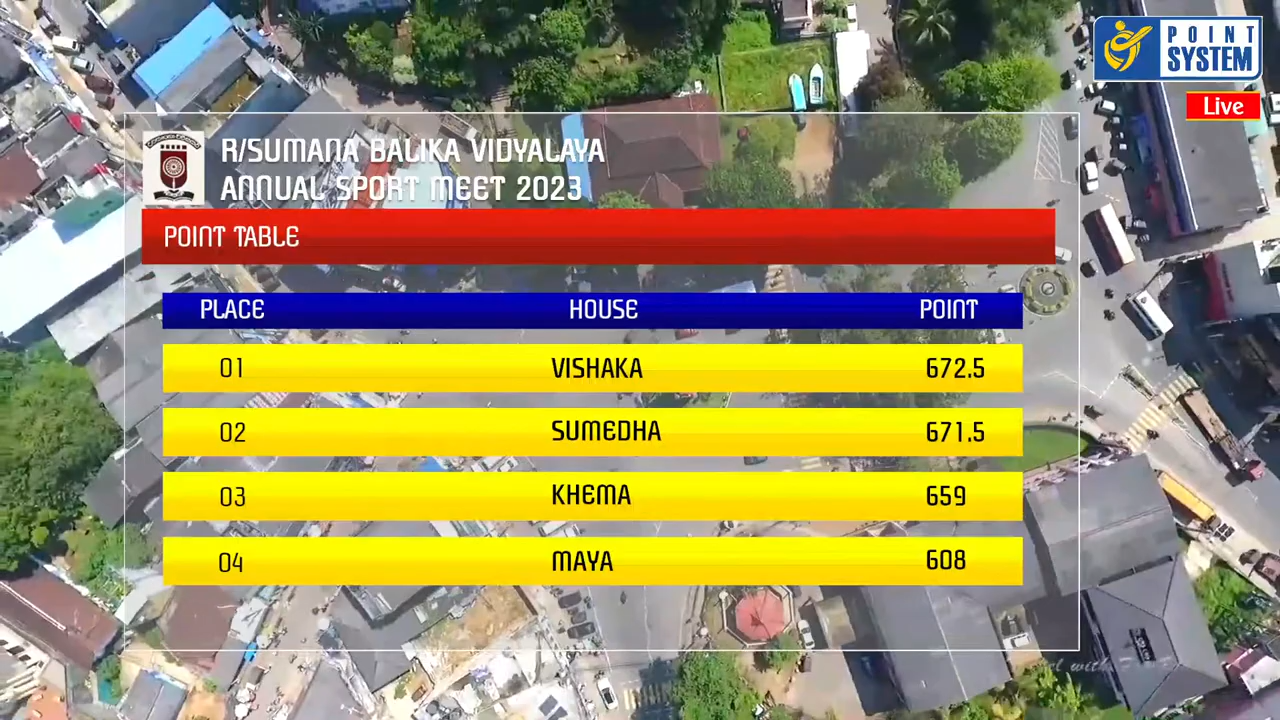 POINT
SYSTEM
Live
R/SUMANA BALIKA VIDYALAYA
ANNUAL SPORT MEET 2023
POINT TABLE
PLACE HOUSE POINT
01 VISHAKA 672.5
02 SUMEDHA 671.5
03 KHEMA 659
04 MAYA 608